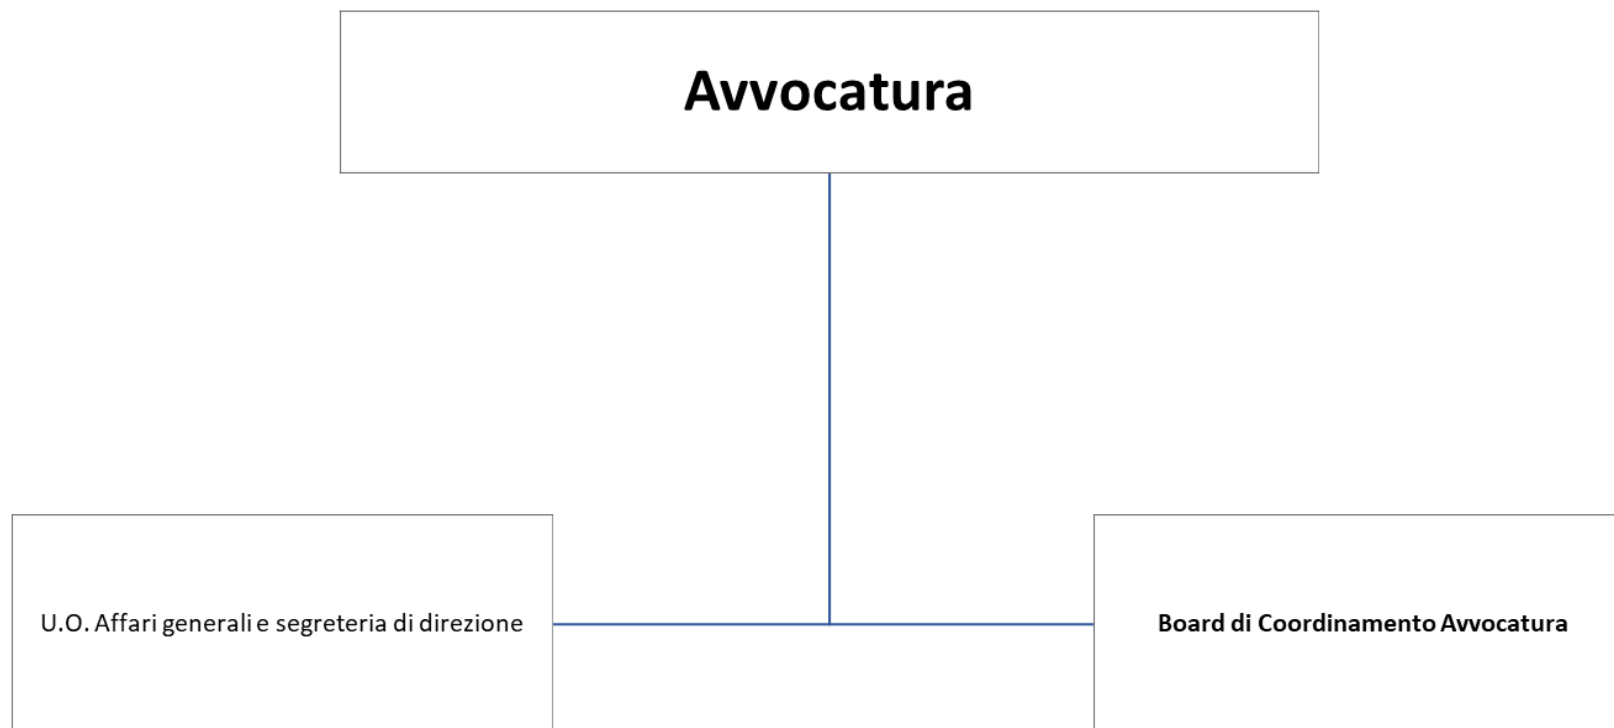 Avvocatura
U.O. Affari generali e segreteria di direzione
Board di Coordinamento Avvocatura